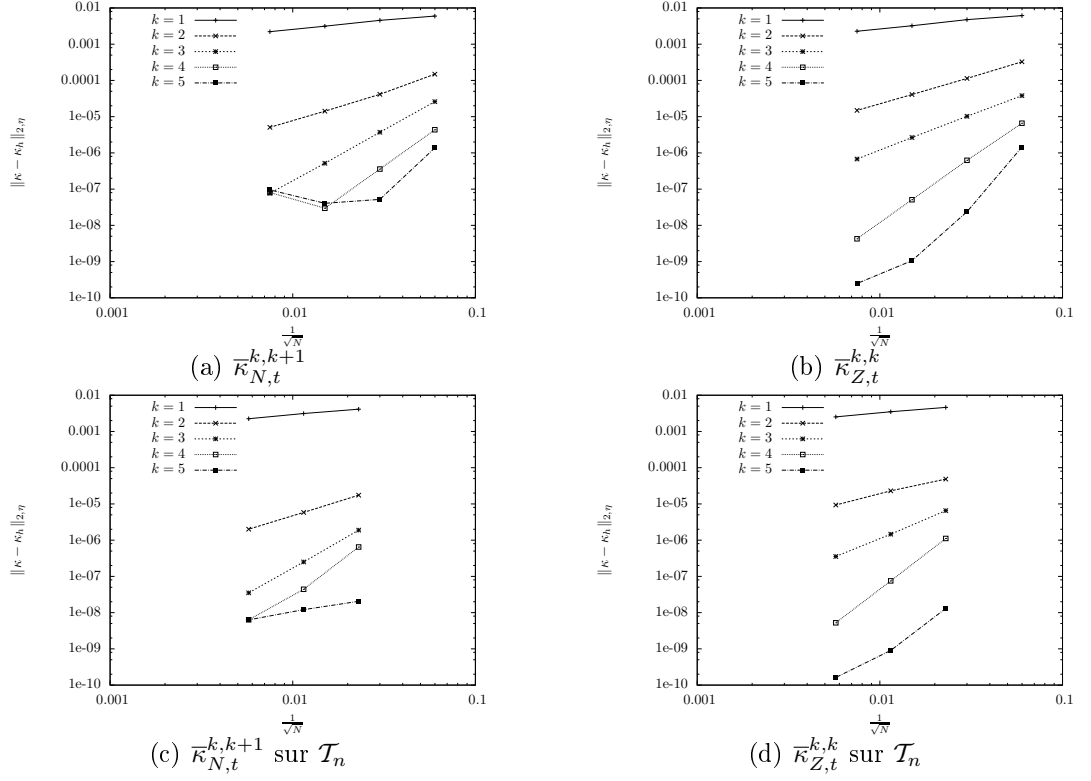 0.01
0.001
0.0001
1e-05
1e-06
1e-07
1e-08
1e-09
1e-10
0.001 0.01 0.1
‖κ − κ_h‖_{2,η}
1/√N
k = 1
k = 2
k = 3
k = 4
k = 5
(a) κ̅_{N,t}^{k,k+1}
0.01
0.001
0.0001
1e-05
1e-06
1e-07
1e-08
1e-09
1e-10
0.001 0.01 0.1
‖κ − κ_h‖_{2,η}
1/√N
k = 1
k = 2
k = 3
k = 4
k = 5
(b) κ̅_{Z,t}^{k,k}
0.01
0.001
0.0001
1e-05
1e-06
1e-07
1e-08
1e-09
1e-10
0.001 0.01 0.1
‖κ − κ_h‖_{2,η}
1/√N
k = 1
k = 2
k = 3
k = 4
k = 5
(c) κ̅_{N,t}^{k,k+1} sur 𝒯_n
0.01
0.001
0.0001
1e-05
1e-06
1e-07
1e-08
1e-09
1e-10
0.001 0.01 0.1
‖κ − κ_h‖_{2,η}
1/√N
k = 1
k = 2
k = 3
k = 4
k = 5
(d) κ̅_{Z,t}^{k,k} sur 𝒯_n